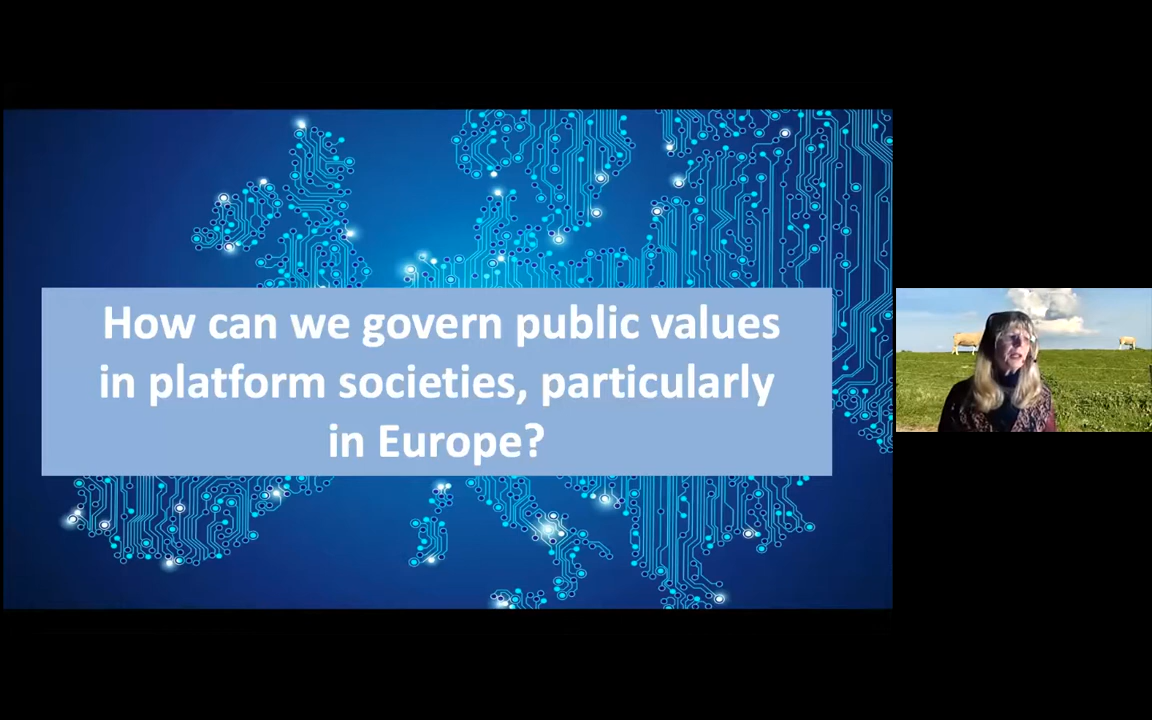 How can we govern public values
in platform societies, particularly
in Europe?